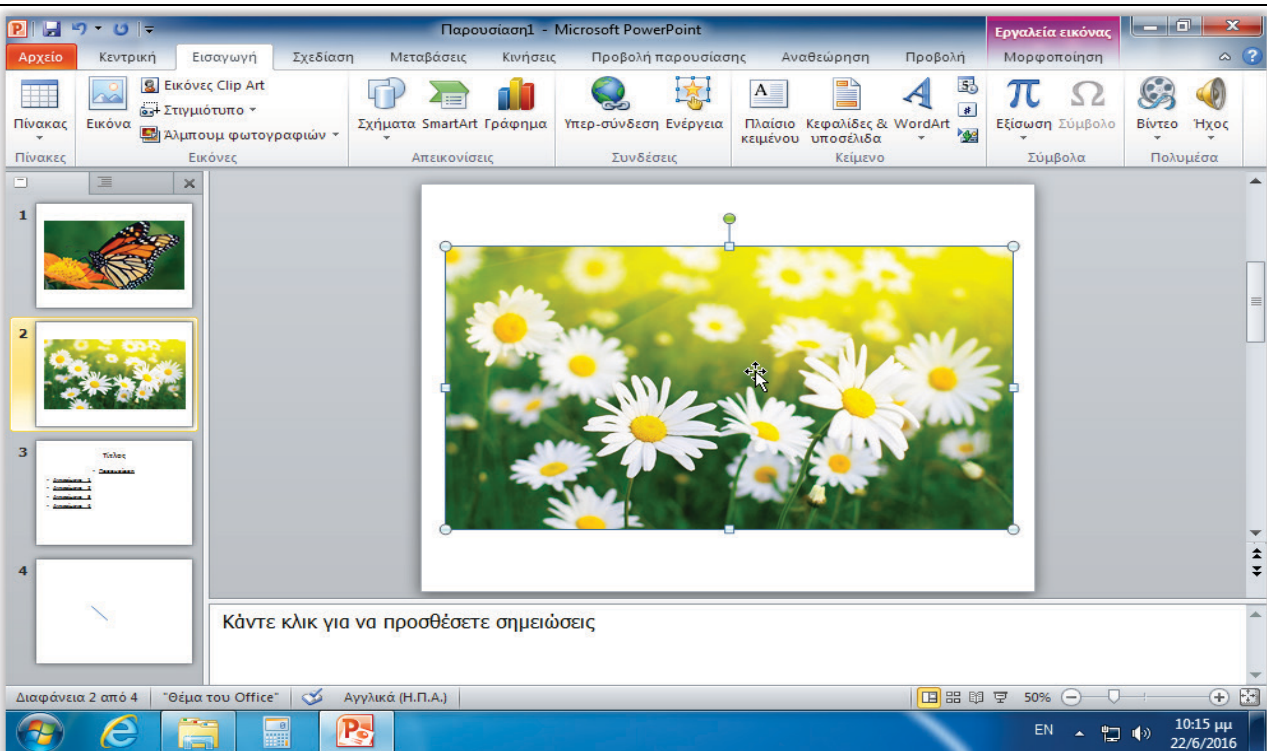 Παρουσίαση1 - Microsoft PowerPoint
Εργαλεία εικόνας
Αρχείο Κεντρική Εισαγωγή Σχεδίαση Μεταβάσεις Κινήσεις Προβολή παρουσίασης Αναθεώρηση Προβολή Μορφοποίηση
Πίνακας
Εικόνα
Εικόνες Clip Art
Στιγμιότυπο
Άλμπουμ φωτογραφιών
Σχήματα SmartArt Γράφημα
Υπερ-σύνδεση Ενέργεια
Πλαίσιο κειμένου
Κεφαλίδες & υποσέλιδα
WordArt
Εξίσωση Σύμβολο
Βίντεο Ήχος
Πίνακες Εικόνες Απεικονίσεις Συνδέσεις Κείμενο Σύμβολα Πολυμέσα
1
2
3
Τίτλος
4
Κάντε κλικ για να προσθέσετε σημειώσεις
Διαφάνεια 2 από 4 "Θέμα του Office" Αγγλικά (Η.Π.Α.) 50%
EN 10:15 μμ
22/6/2016